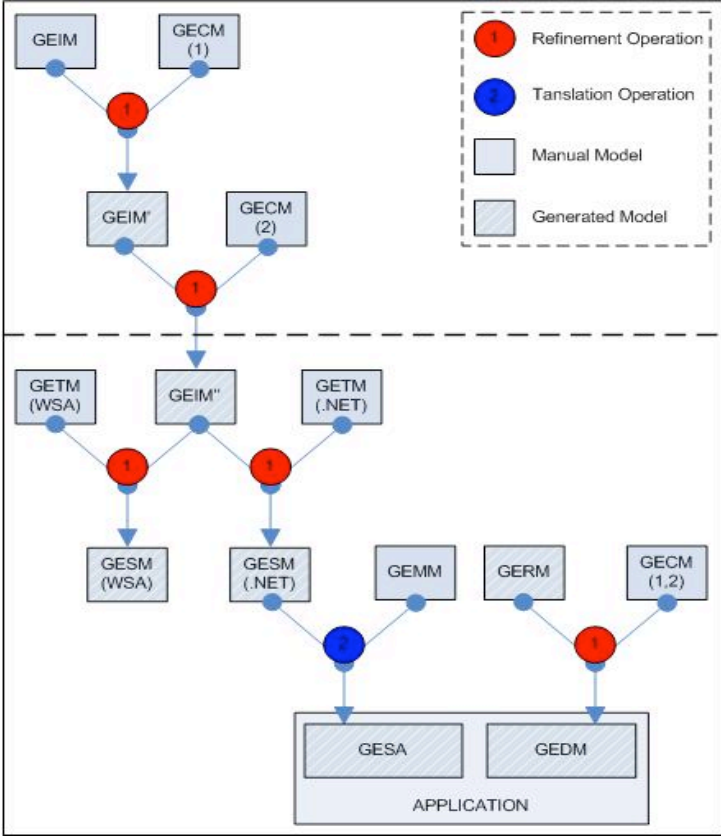 GEIM
GECM
(1)
1
Refinement Operation
2
Tanslation Operation
Manual Model
Generated Model
1
GEIM'
GECM
(2)
1
GETM
(WSA)
GEIM"
GETM
(.NET)
1
1
GESM
(WSA)
GESM
(.NET)
GEMM
GERM
GECM
(1,2)
2
1
GESA
GEDM
APPLICATION